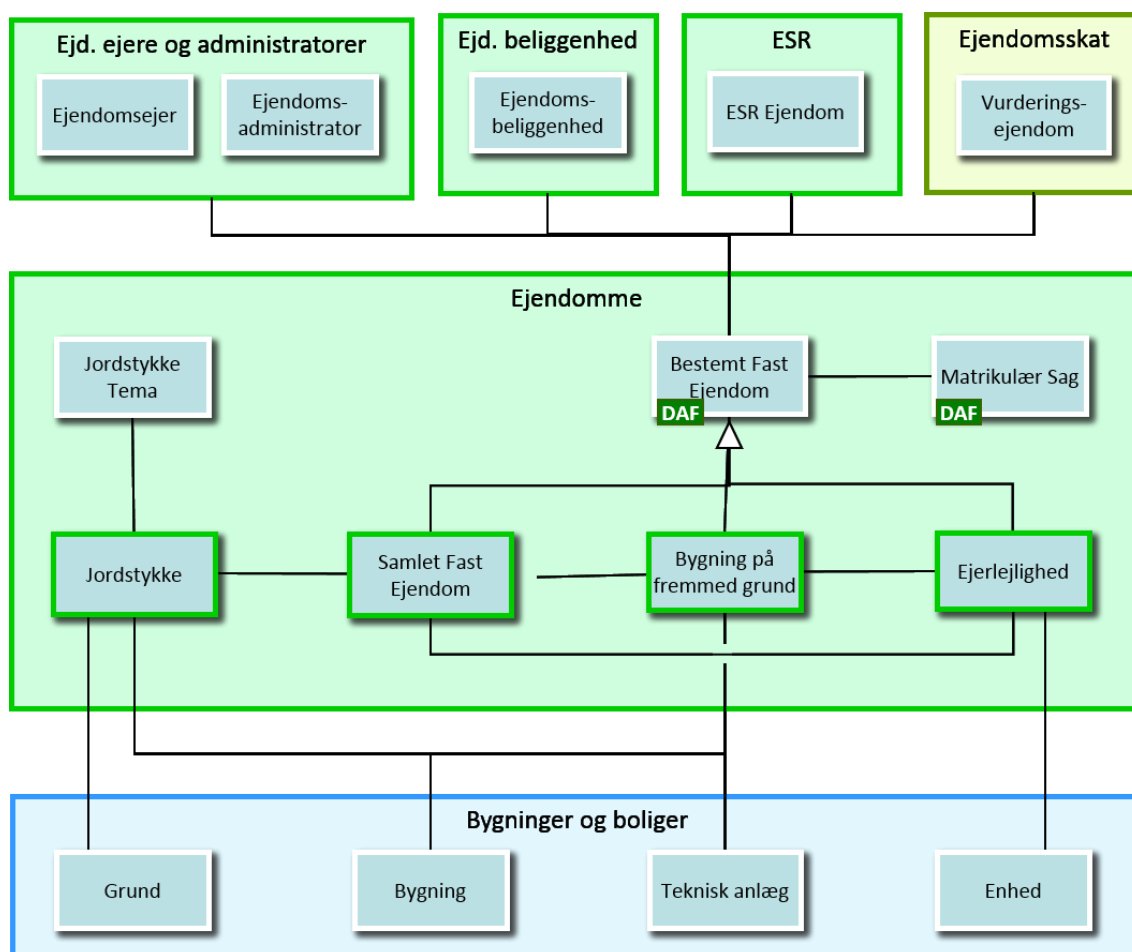 Ejd. ejere og administratorer
Ejendomsejer
Ejendoms-
administrator
Ejd. beliggenhed
Ejendoms-
beliggenhed
ESR
ESR Ejendom
Ejendomsskat
Vurderings-
ejendom
Ejendomme
Jordstykke
Tema
Bestemt Fast
Ejendom
DAF
Matrikulær Sag
DAF
Jordstykke
Samlet Fast
Ejendom
Bygning på
fremmed grund
Ejerlejlighed
Bygninger og boliger
Grund
Bygning
Teknisk anlæg
Enhed